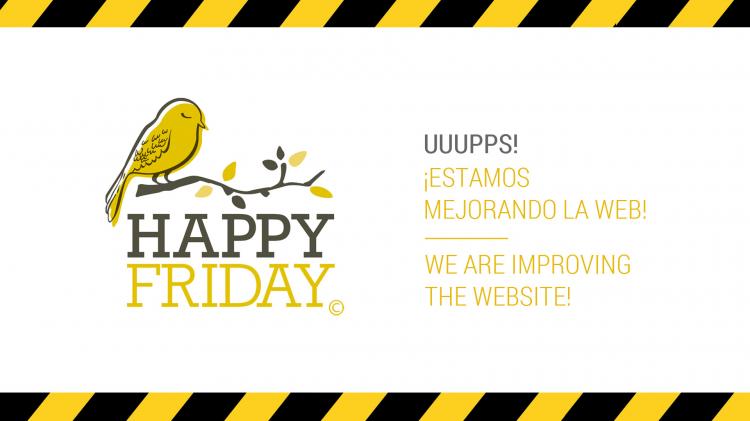 HAPPY
FRIDAY
©
UUUPPS!
¡ESTAMOS
MEJORANDO LA WEB!
WE ARE IMPROVING
THE WEBSITE!